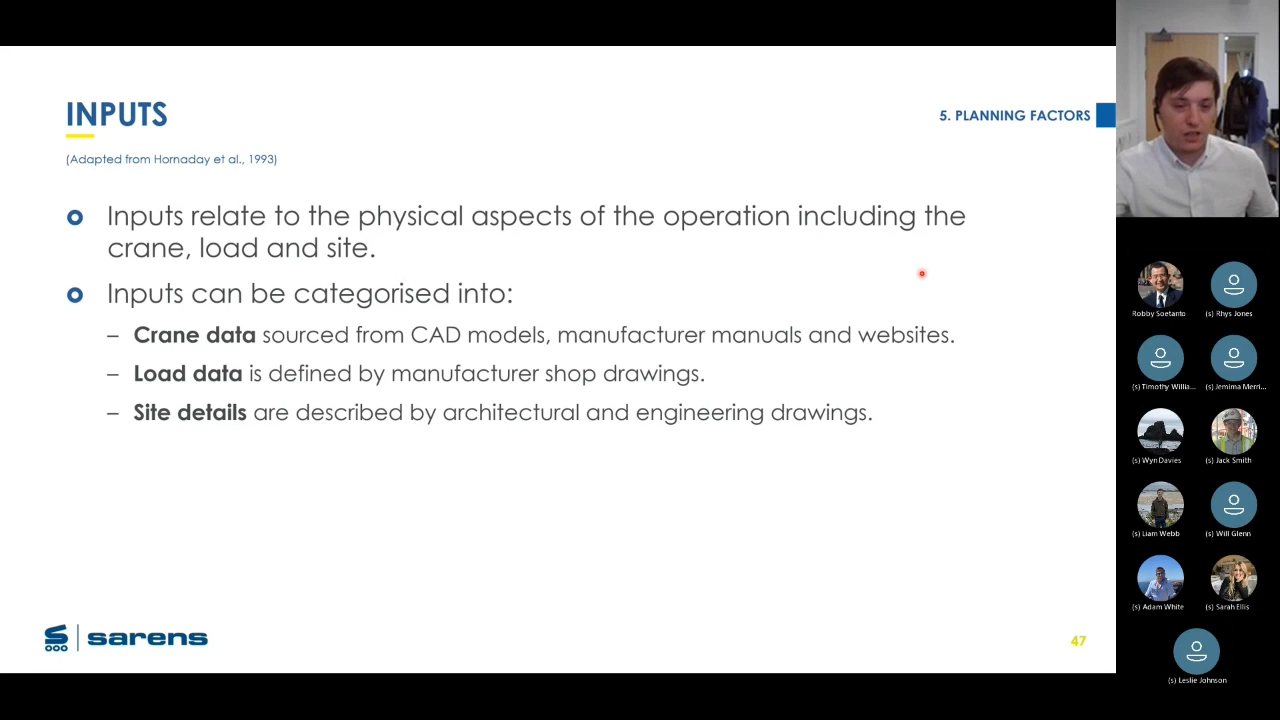 INPUTS
5. PLANNING FACTORS
(Adapted from Hornaday et al., 1993)
Inputs relate to the physical aspects of the operation including the
crane, load and site.
Inputs can be categorised into:
– Crane data sourced from CAD models, manufacturer manuals and websites.
– Load data is defined by manufacturer shop drawings.
– Site details are described by architectural and engineering drawings.
sarens
47
Robby Soetanto
(s) Rhys Jones
(s) Timothy Willia...
(s) Jemima Merri...
(s) Wyn Davies
(s) Jack Smith
(s) Liam Webb
(s) Will Glenn
(s) Adam White
(s) Sarah Ellis
(s) Leslie Johnson